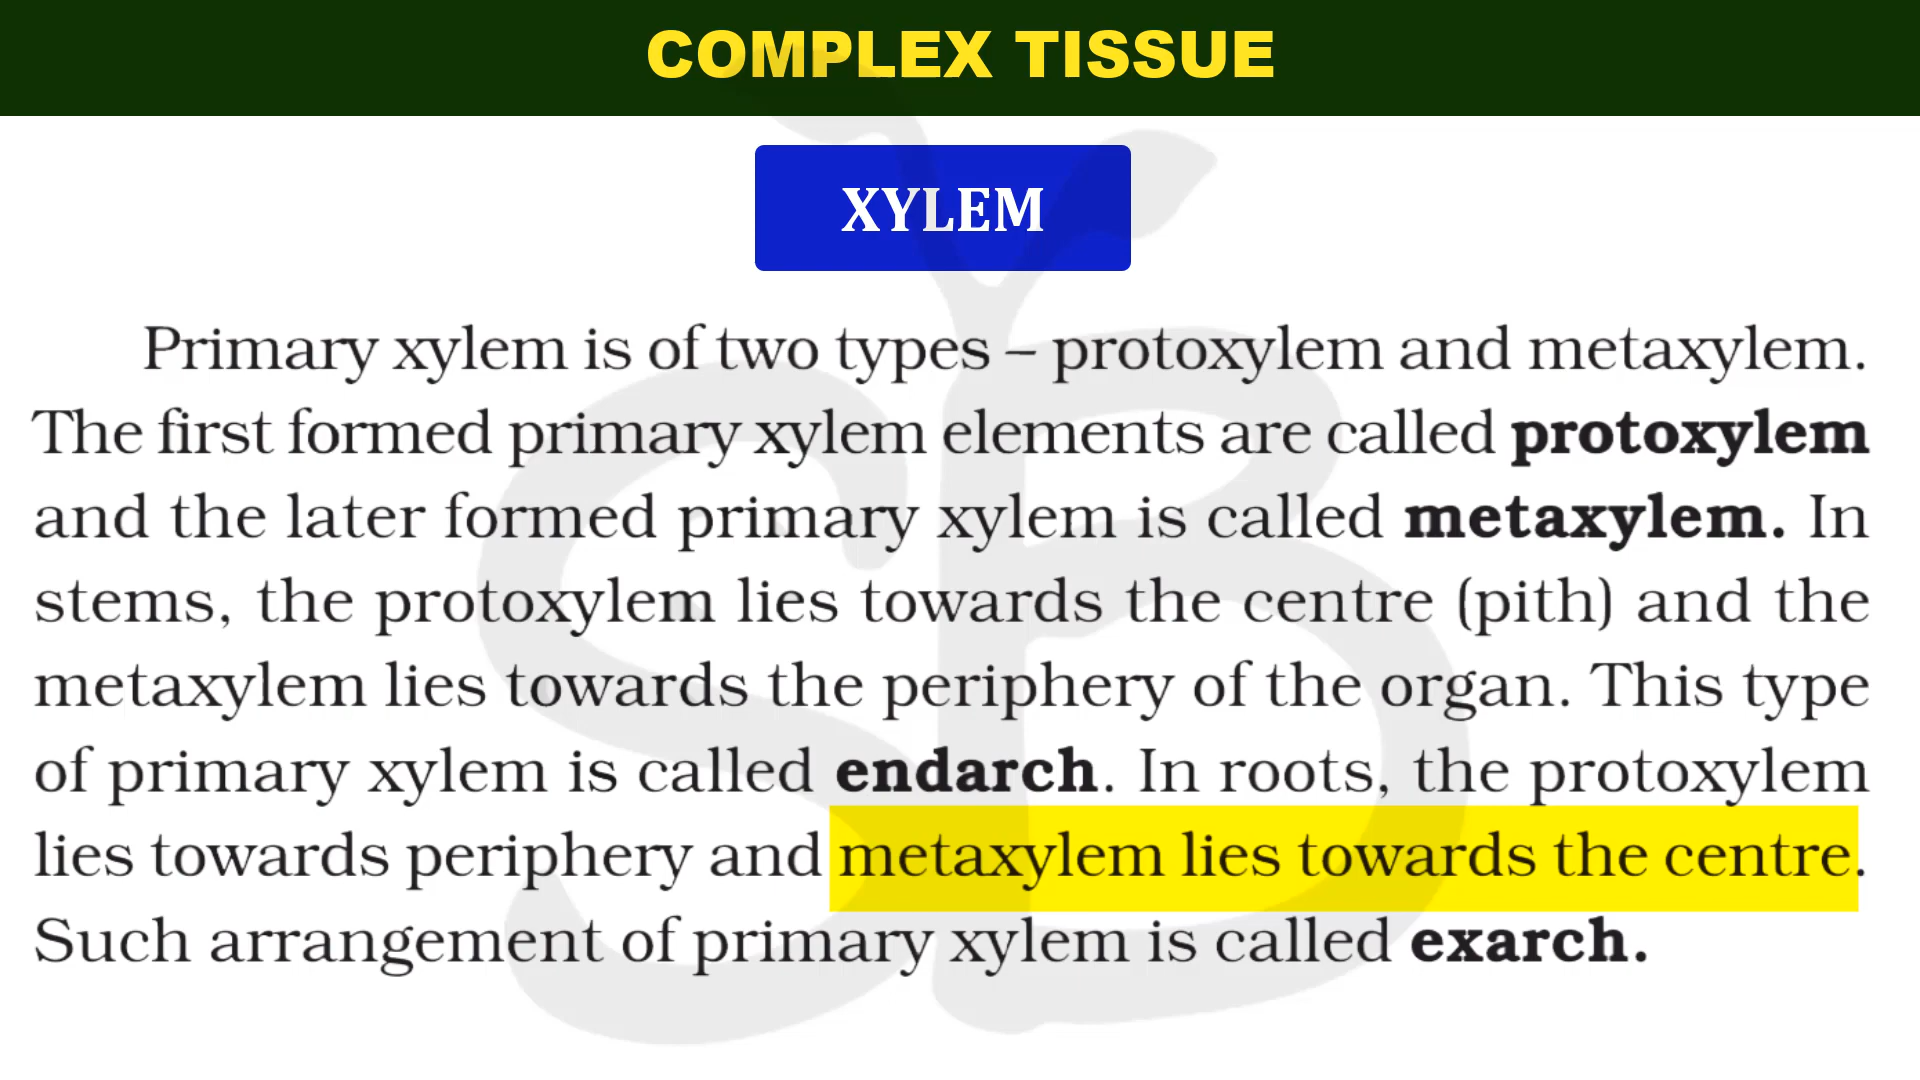 COMPLEX TISSUE
XYLEM
Primary xylem is of two types – protoxylem and metaxylem.
The first formed primary xylem elements are called protoxylem
and the later formed primary xylem is called metaxylem. In
stems, the protoxylem lies towards the centre (pith) and the
metaxylem lies towards the periphery of the organ. This type
of primary xylem is called endarch. In roots, the protoxylem
lies towards periphery and metaxylem lies towards the centre.
Such arrangement of primary xylem is called exarch.
SB